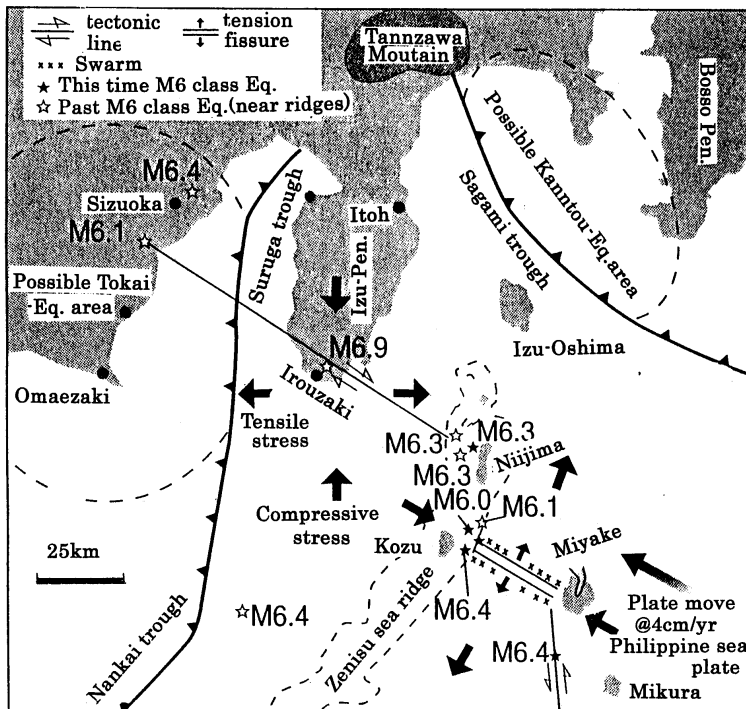 tectonic
line
tension
fissure
Swarm
This time M6 class Eq.
Past M6 class Eq.(near ridges)
Tannzawa
Moutain
Bosso Pen.
Possible Kanntou-Eq.area
Sagami trough
M6.4
Sizuoka
M6.1
Suruga trough
Itoh
Izu-Pen.
Possible Tokai
-Eq. area
Izu-Oshima
M6.9
Irouzaki
Omaezaki
Tensile
stress
M6.3
M6.3
Niijima
M6.3
M6.0
M6.1
Compressive
stress
Kozu
Miyake
25km
Zenisu sea ridge
M6.4
M6.4
Plate move
@4cm/yr
Philippine sea
plate
M6.4
Nankai trough
Mikura